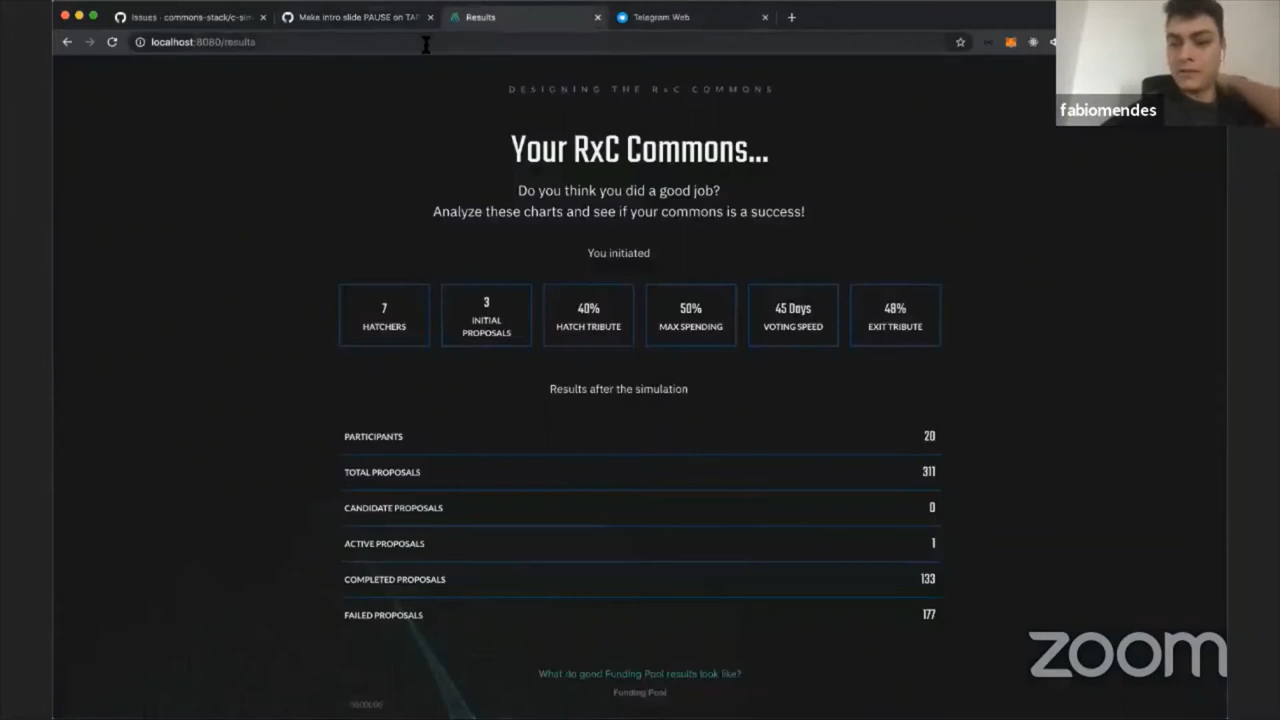 Issues · commons-stack/c-sim
Make intro slide PAUSE on TAP
Results
Telegram Web
localhost:8080/results
fabiomendes
DESIGNING THE RxC COMMONS
Your RxC Commons...
Do you think you did a good job?
Analyze these charts and see if your commons is a success!
You initiated
7
HATCHERS
3
INITIAL
PROPOSALS
40%
HATCH TRIBUTE
50%
MAX SPENDING
45 Days
VOTING SPEED
48%
EXIT TRIBUTE
Results after the simulation
PARTICIPANTS 20
TOTAL PROPOSALS 311
CANDIDATE PROPOSALS 0
ACTIVE PROPOSALS 1
COMPLETED PROPOSALS 133
FAILED PROPOSALS 177
What do good Funding Pool results look like?
Funding Pool
zoom